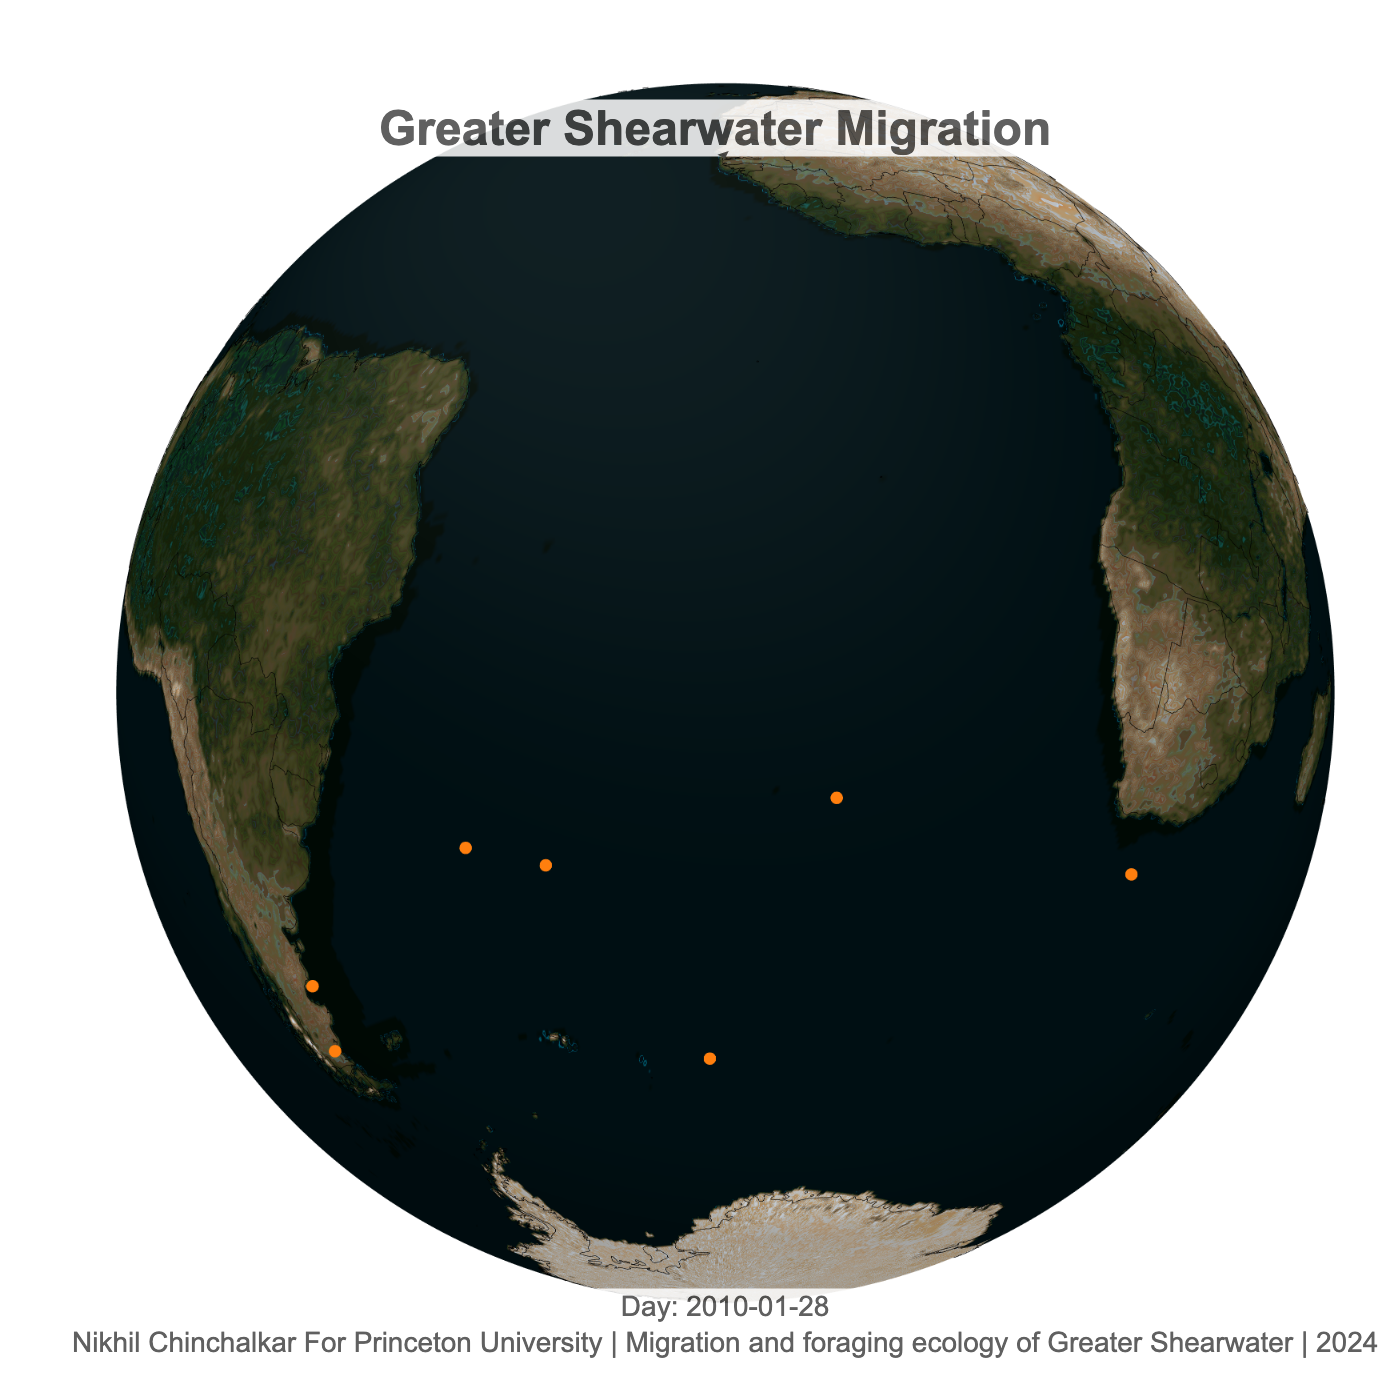 Greater Shearwater Migration
Day: 2010-01-28
Nikhil Chinchalkar For Princeton University | Migration and foraging ecology of Greater Shearwater | 2024